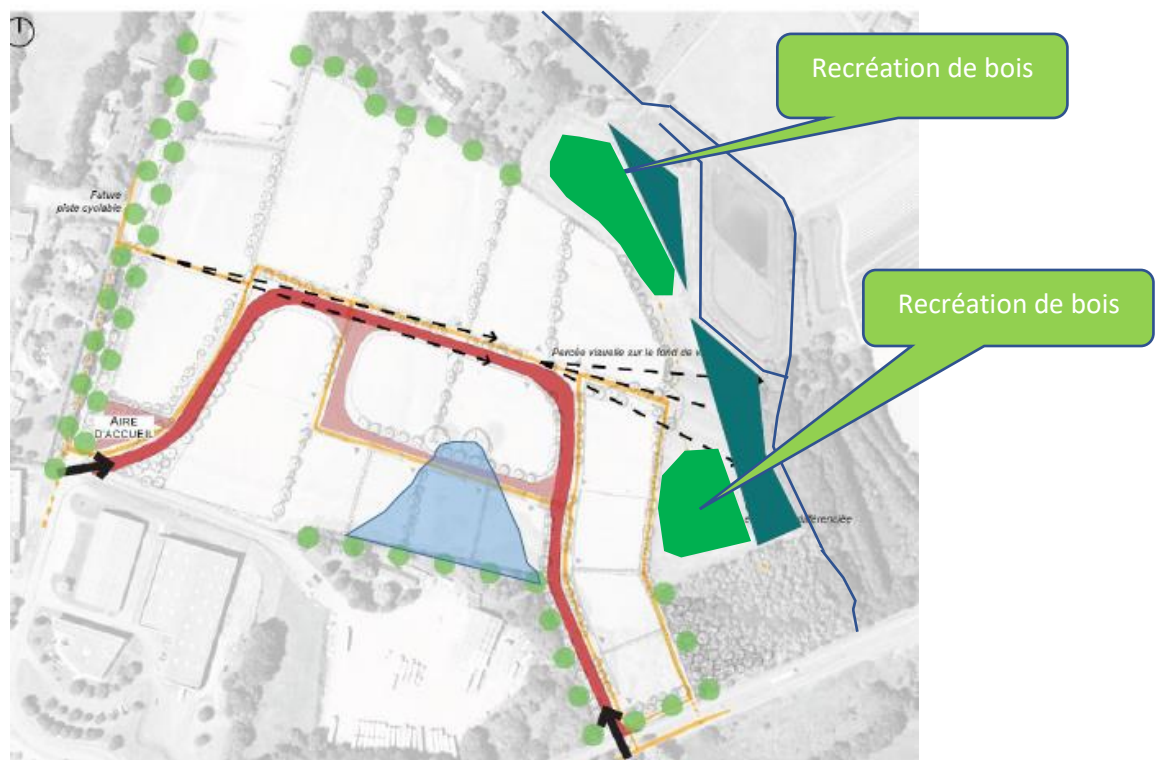 Recréation de bois
Future
piste cyclable
Recréation de bois
Percée visuelle sur le fond de v
AIRE
D'ACCUEIL